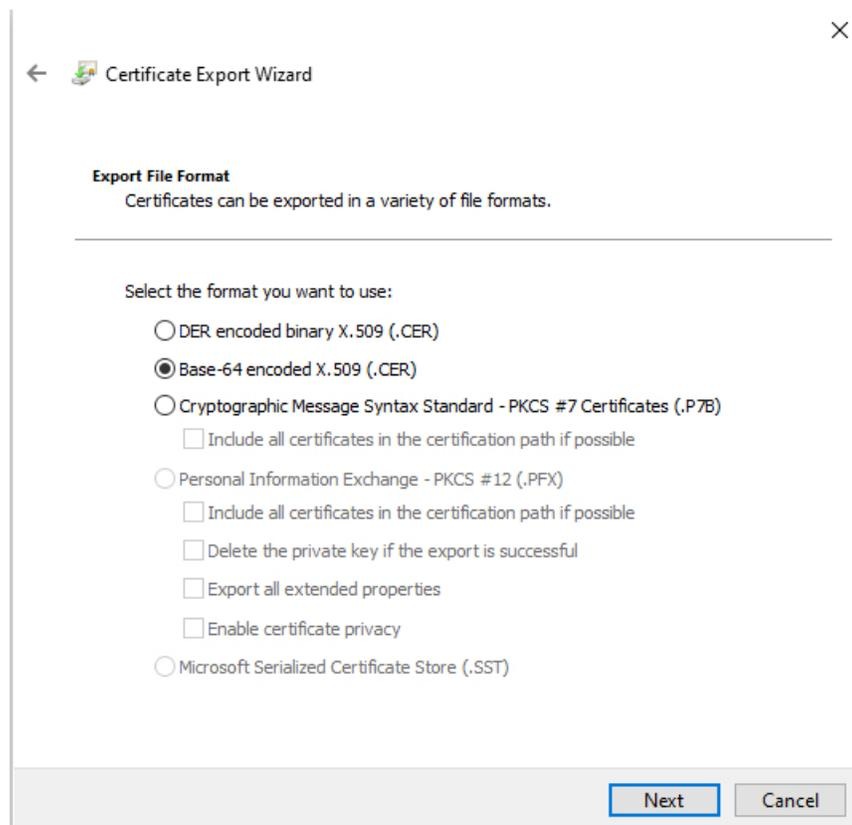 Certificate Export Wizard
Export File Format
Certificates can be exported in a variety of file formats.
Select the format you want to use:
DER encoded binary X.509 (.CER)
Base-64 encoded X.509 (.CER)
Cryptographic Message Syntax Standard - PKCS #7 Certificates (.P7B)
Include all certificates in the certification path if possible
Personal Information Exchange - PKCS #12 (.PFX)
Include all certificates in the certification path if possible
Delete the private key if the export is successful
Export all extended properties
Enable certificate privacy
Microsoft Serialized Certificate Store (.SST)
Next Cancel